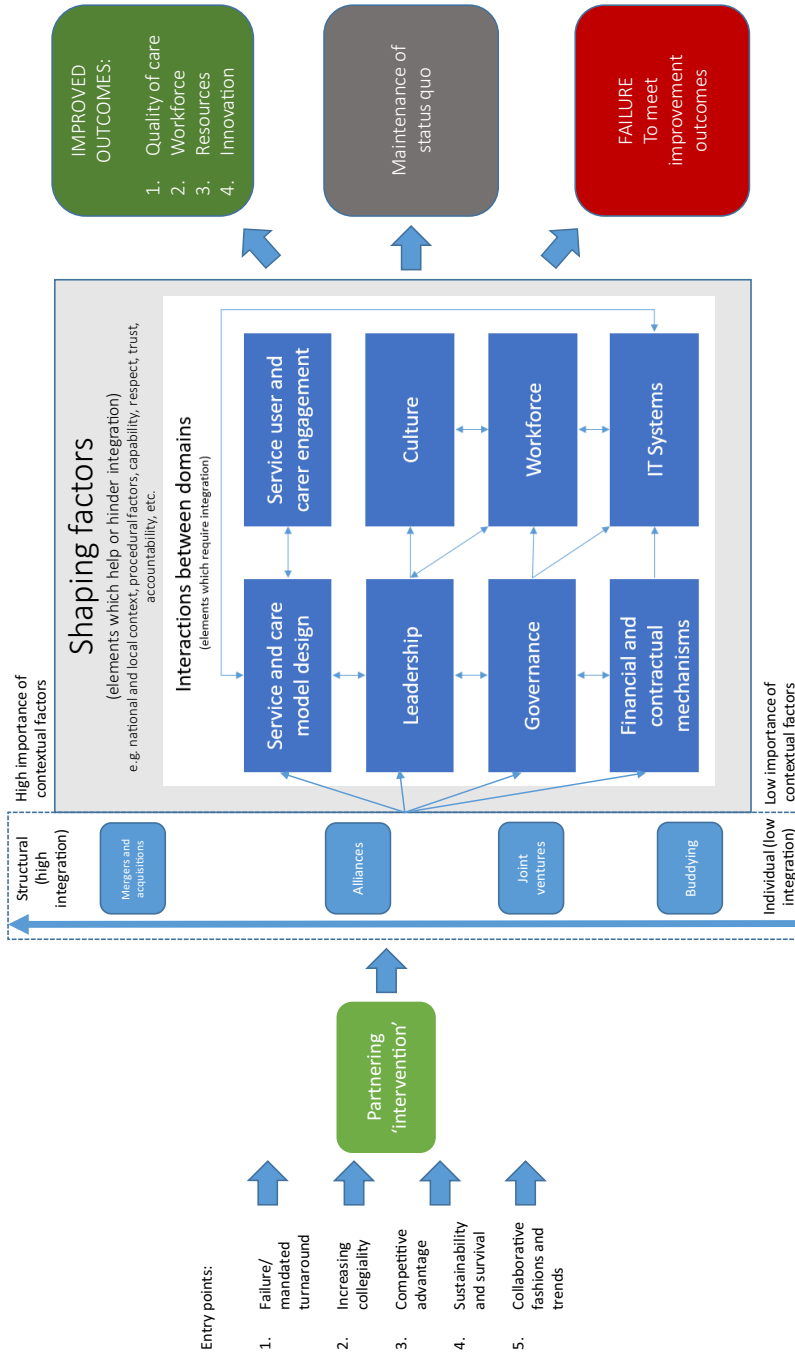 Entry points:
1. Failure/
mandated
turnaround
2. Increasing
collegiality
3. Competitive
advantage
4. Sustainability
and survival
5. Collaborative
fashions and
trends
Partnering
‘intervention’
Structural
(high
integration)
Mergers and
acquisitions
Alliances
Joint
ventures
Buddying
Individual (low
integration)
High importance of
contextual factors
Low importance of
contextual factors
Shaping factors
(elements which help or hinder integration)
e.g. national and local context, procedural factors, capability, respect, trust,
accountability, etc.
Interactions between domains
(elements which require integration)
Service and care
model design
Service user and
carer engagement
Leadership
Culture
Governance
Workforce
Financial and
contractual
mechanisms
IT Systems
IMPROVED
OUTCOMES:
1. Quality of care
2. Workforce
3. Resources
4. Innovation
Maintenance of
status quo
FAILURE
To meet
improvement
outcomes